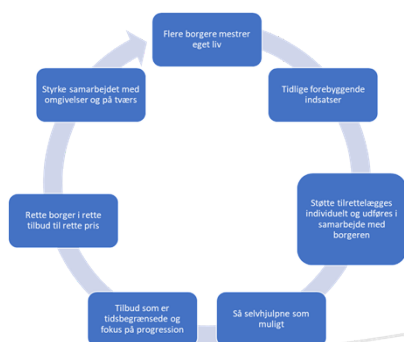 Flere borgere mestrer
eget liv
Tidlige forebyggende
indsatser
Støtte tilrettelægges
individuelt og udføres i
samarbejde med
borgeren
Så selvhjulpne som
muligt
Tilbud som er
tidsbegrænsede og
fokus på progression
Rette borger i rette
tilbud til rette pris
Styrke samarbejdet med
omgivelser og på tværs